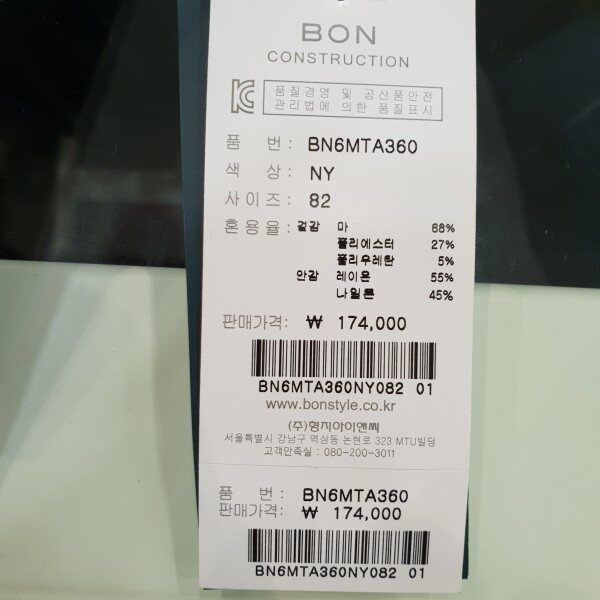 BON
CONSTRUCTION
품질경영 및 공산품안전
관리법에 의한 품질표시
품 번: BN6MTA360
색 상: NY
사이즈: 82
혼용율: 겉감 마 68%
폴리에스터 27%
폴리우레탄 5%
안감 레이온 55%
나일론 45%
판매가격: ₩ 174,000
BN6MTA360NY082 01
www.bonstyle.co.kr
(주)형지아이앤씨
서울특별시 강남구 역삼동 논현로 323 MTU빌딩
고객만족실 : 080-200-3011
품 번: BN6MTA360
판매가격: ₩ 174,000
BN6MTA360NY082 01